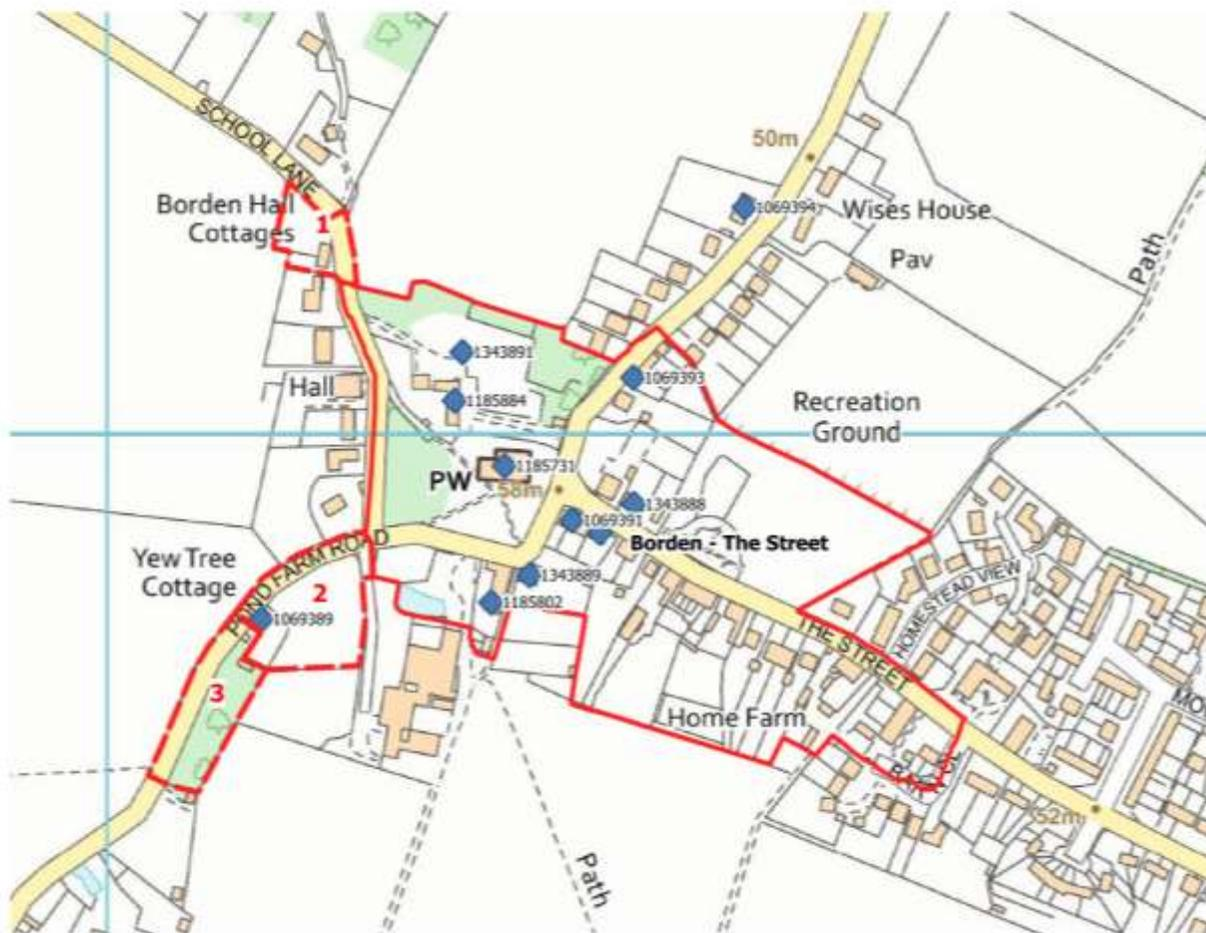 SCHOOL LANE
50m
Borden Hall
Cottages
1
1069394
Wises House
Pav
Path
1343891
1069393
Hall
1185884
Recreation
Ground
PW
1185731
58m
1343888
1069391
Borden - The Street
Yew Tree
Cottage
POND FARM ROAD
2
1343889
1185802
1069389
HOMESTEAD VIEW
THE STREET
3
Home Farm
52m
Path